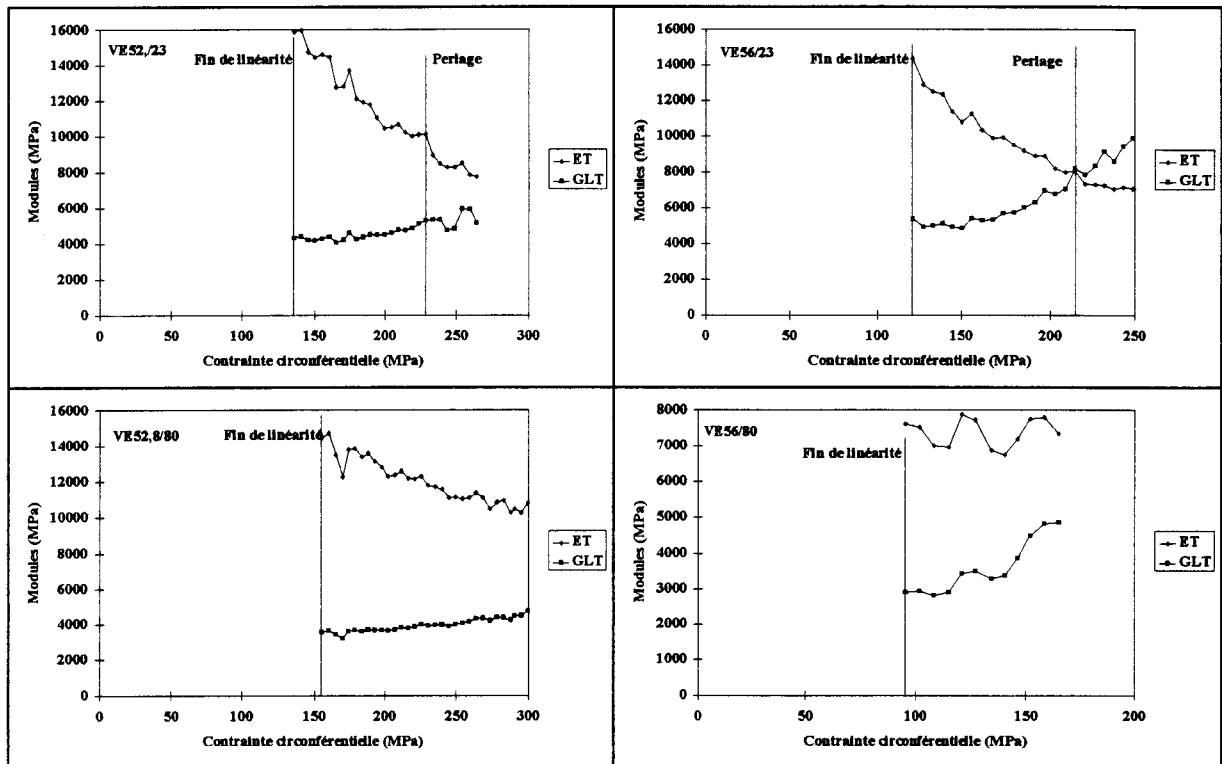 VE52,/23
Fin de linéarité
Perlage
16000
14000
12000
10000
8000
6000
4000
2000
0
Modules (MPa)
0 50 100 150 200 250 300
Contrainte circonférentielle (MPa)
ET
GLT
VE56/23
Fin de linéarité
Perlage
16000
14000
12000
10000
8000
6000
4000
2000
0
Modules (MPa)
0 50 100 150 200 250
Contrainte circonférentielle (MPa)
ET
GLT
VE52,8/80
Fin de linéarité
16000
14000
12000
10000
8000
6000
4000
2000
0
Modules (MPa)
0 50 100 150 200 250 300
Contrainte circonférentielle (MPa)
ET
GLT
VE56/80
Fin de linéarité
8000
7000
6000
5000
4000
3000
2000
1000
0
Modules (MPa)
0 50 100 150 200
Contrainte circonférentielle (MPa)
ET
GLT